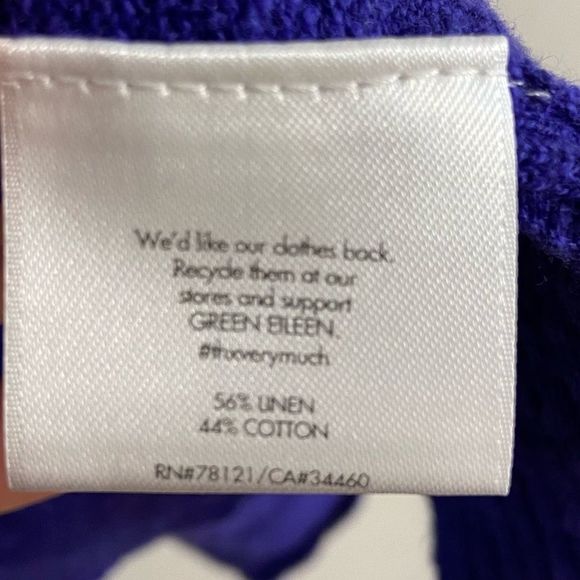 We'd like our clothes back.
Recycle them at our
stores and support
GREEN EILEEN.
#thxverymuch
56% LINEN
44% COTTON
RN#78121/CA#34460